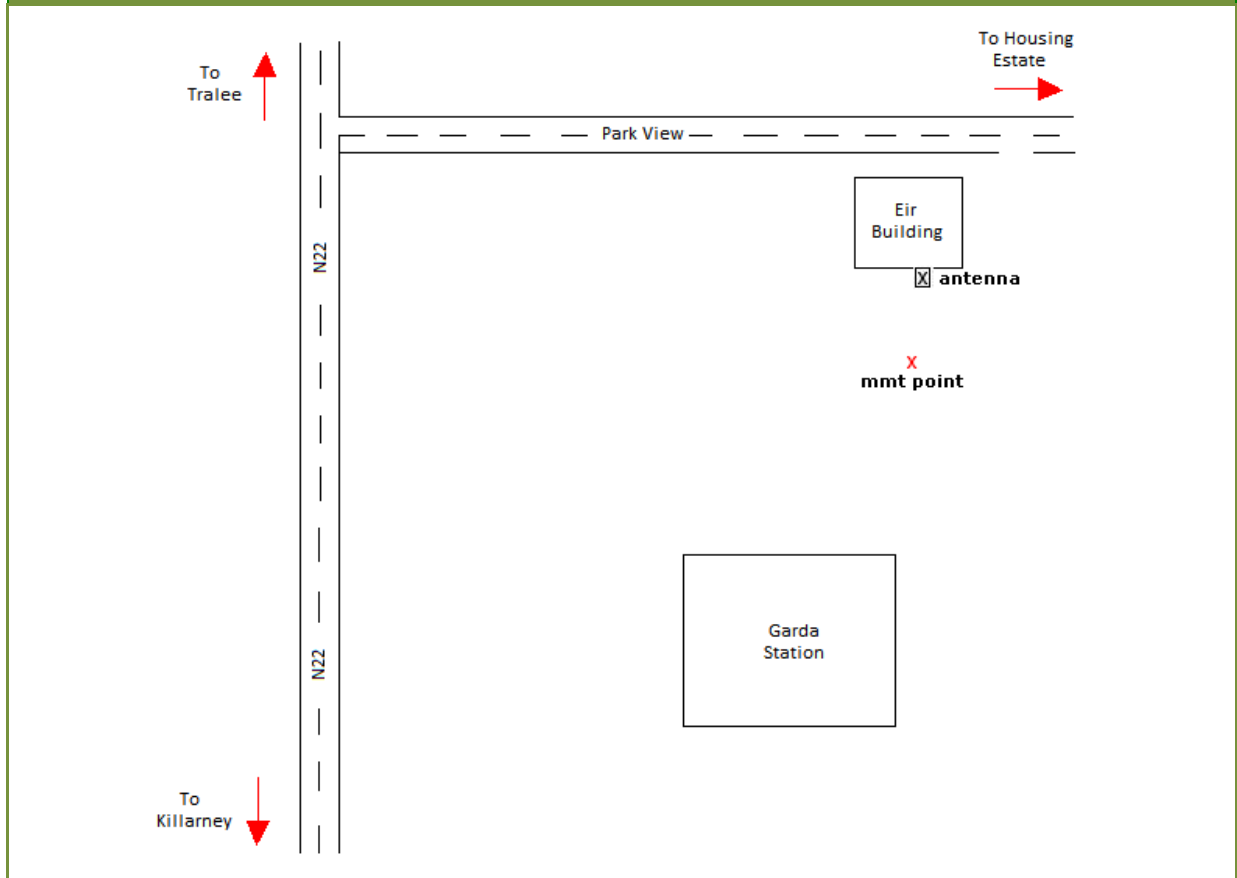 To Housing
Estate
To
Tralee
Park View
Eir
Building
N22
X antenna
X
mmt point
Garda
Station
N22
To
Killarney